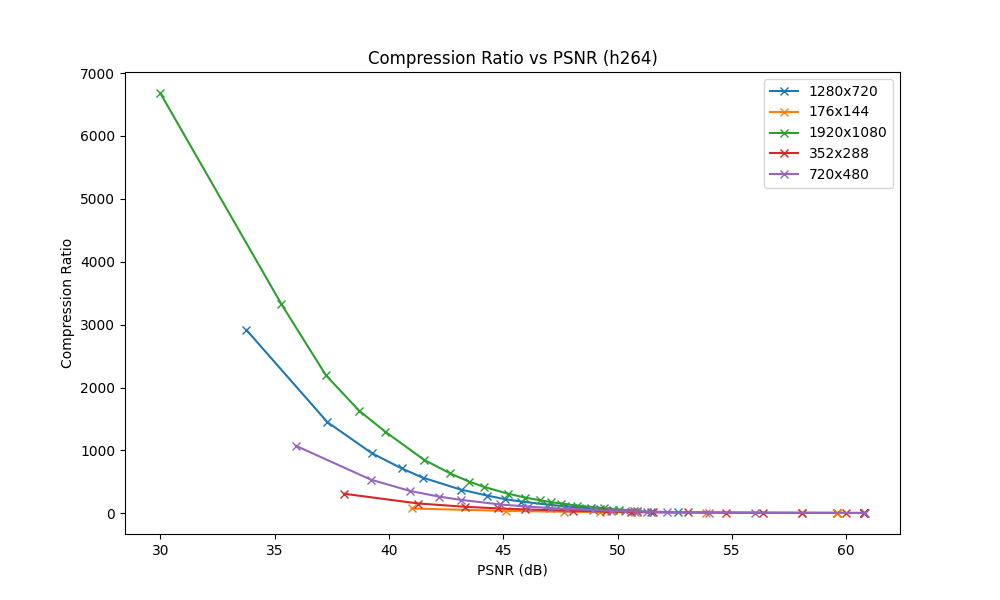 Compression Ratio vs PSNR (h264)
7000
6000
5000
4000
3000
2000
1000
0
Compression Ratio
1280x720
176x144
1920x1080
352x288
720x480
30 35 40 45 50 55 60
PSNR (dB)